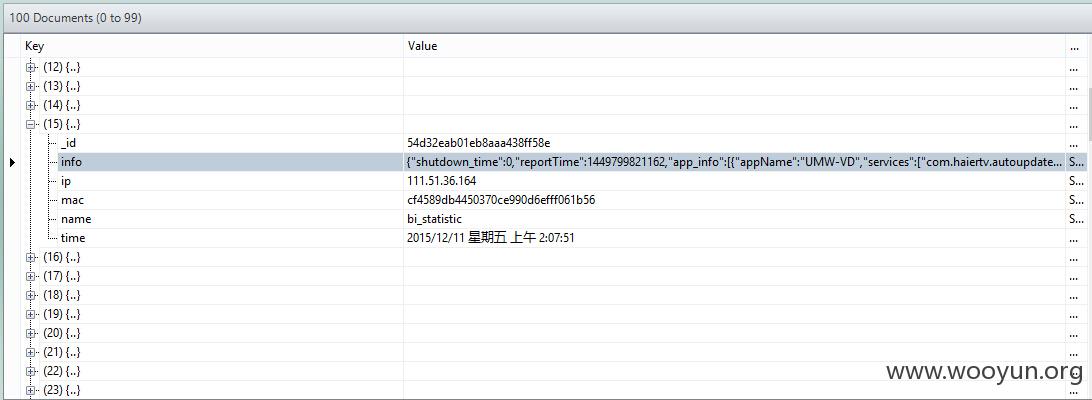 100 Documents (0 to 99)
Key Value ...
(12) {..} ...
(13) {..} ...
(14) {..} ...
(15) {..} ...
_id 54d32eab01eb8aaa438ff58e ...
info {"shutdown_time":0,"reportTime":1449799821162,"app_info":[{"appName":"UMW-VD","services":["com.haiertv.autoupdate... S...
ip 111.51.36.164 S...
mac cf4589db4450370ce990d6efff061b56 S...
name bi_statistic S...
time 2015/12/11 星期五 上午 2:07:51 ...
(16) {..} ...
(17) {..} ...
(18) {..} ...
(19) {..} ...
(20) {..} ...
(21) {..} ...
(22) {..} ...
(23) {..} ...
www.wooyun.org